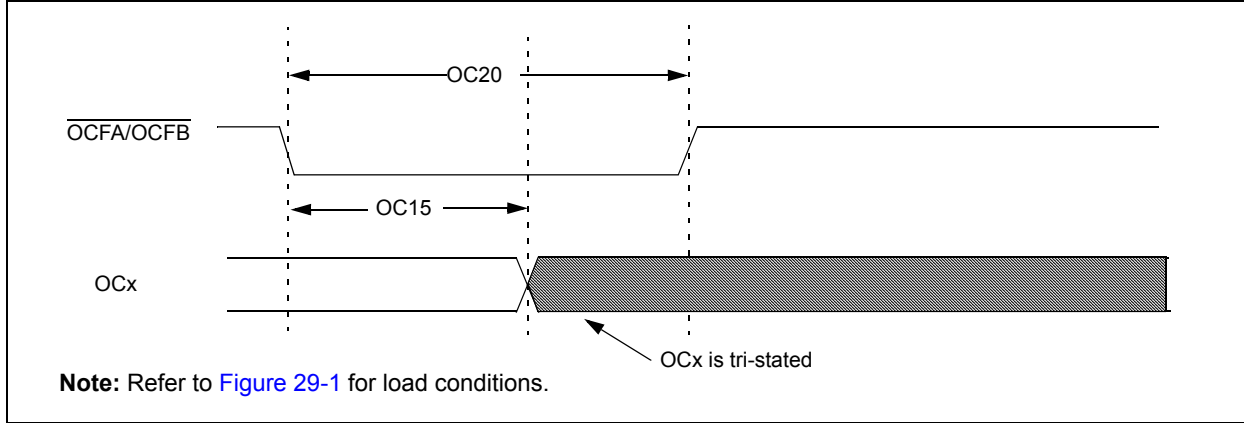 OC20
OCFA/OCFB
OC15
OCx
OCx is tri-stated
Note: Refer to Figure 29-1 for load conditions.